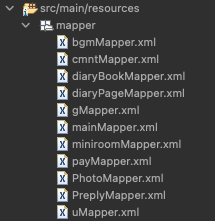 src/main/resources
mapper
bgmMapper.xml
cmntMapper.xml
diaryBookMapper.xml
diaryPageMapper.xml
gMapper.xml
mainMapper.xml
miniroomMapper.xml
payMapper.xml
PhotoMapper.xml
PreplyMapper.xml
uMapper.xml